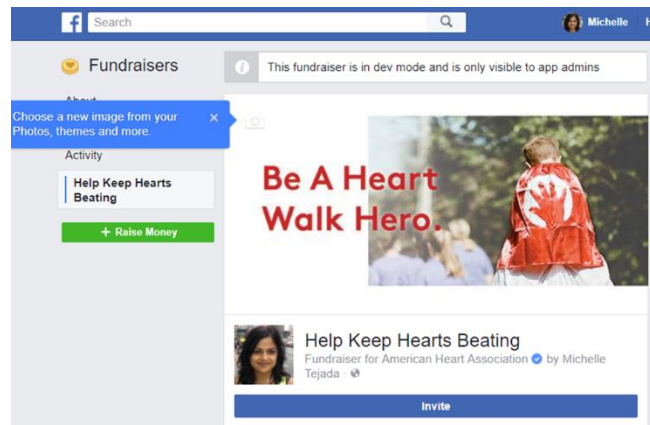 f
Search
Michelle
H
Fundraisers
This fundraiser is in dev mode and is only visible to app admins
About
Choose a new image from your
Photos, themes and more.
Activity
Help Keep Hearts
Beating
+ Raise Money
Be A Heart
Walk Hero.
Help Keep Hearts Beating
Fundraiser for American Heart Association by Michelle
Tejada
Invite